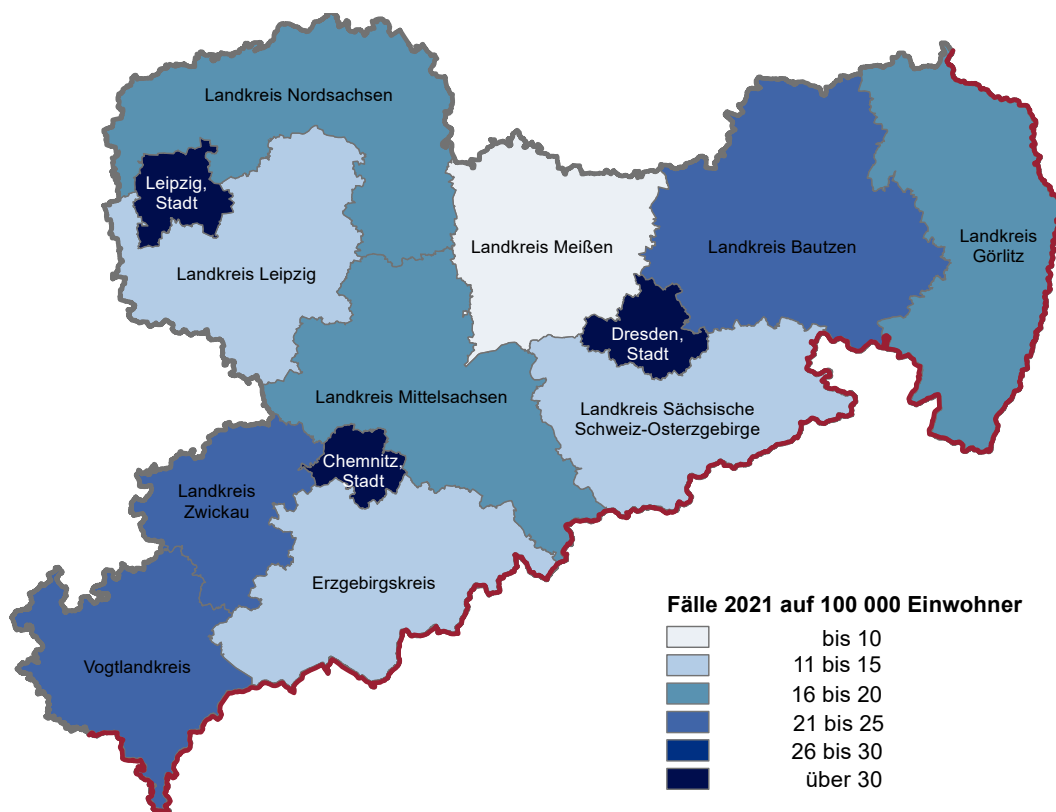 Landkreis Nordsachsen
Leipzig,
Stadt
Landkreis Leipzig
Landkreis Meißen
Landkreis Bautzen
Landkreis
Görlitz
Dresden,
Stadt
Landkreis Mittelsachsen
Landkreis Sächsische
Schweiz-Osterzgebirge
Chemnitz,
Stadt
Landkreis
Zwickau
Erzgebirgskreis
Vogtlandkreis
Fälle 2021 auf 100 000 Einwohner
bis 10
11 bis 15
16 bis 20
21 bis 25
26 bis 30
über 30